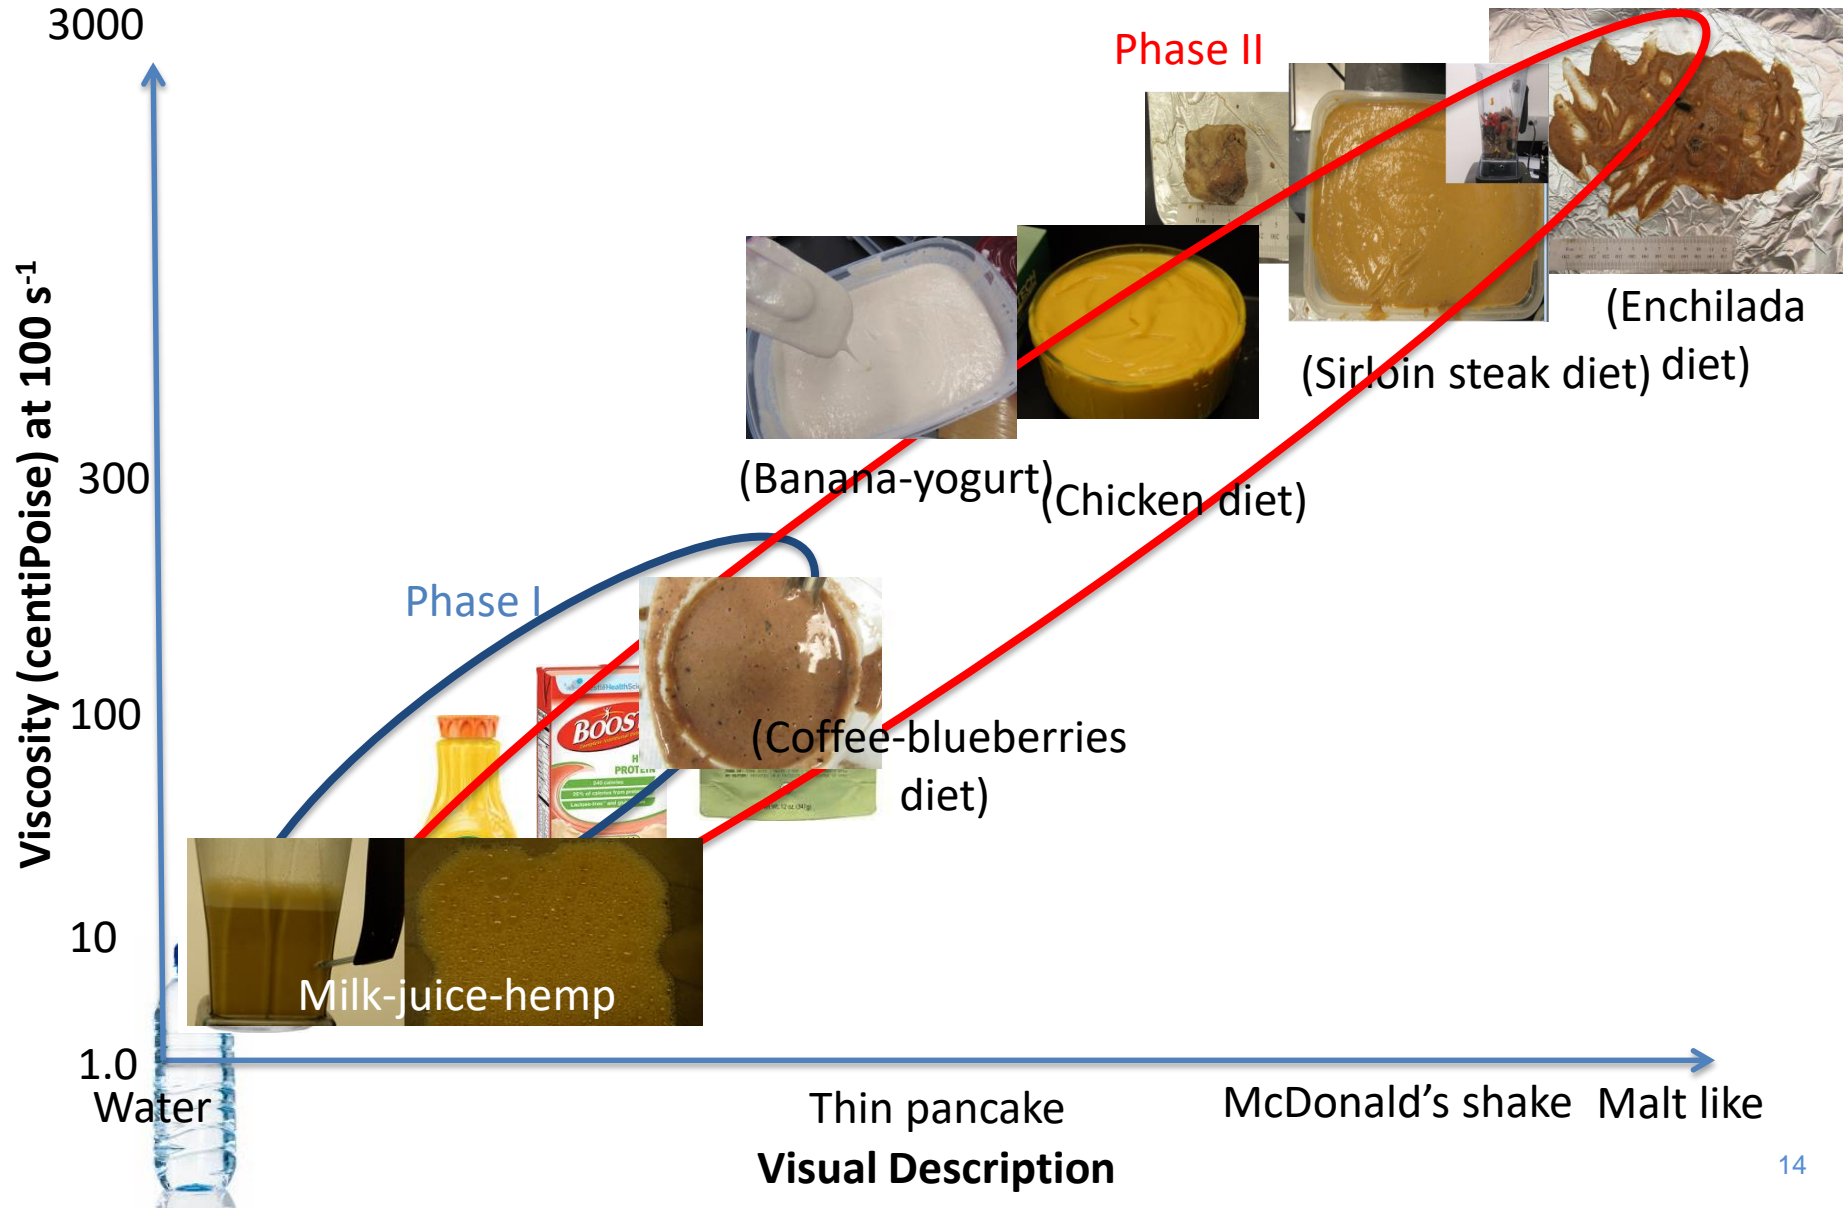 3000
Phase II
Viscosity (centiPoise) at 100 s-1
(Enchilada
diet)
(Sirloin steak diet)
300
(Banana-yogurt)
(Chicken diet)
Phase I
BOOST
100
(Coffee-blueberries
diet)
10
Milk-juice-hemp
1.0
Water
Thin pancake
McDonald’s shake
Malt like
Visual Description
14